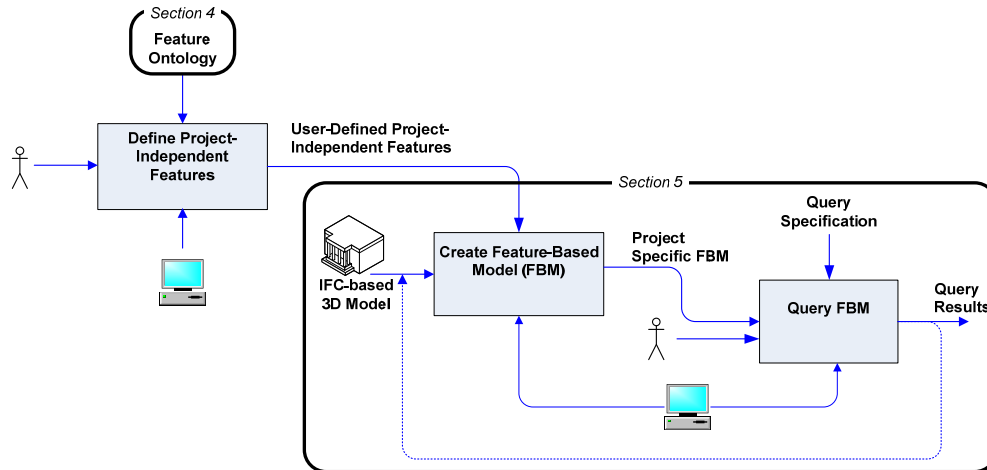 Section 4
Feature
Ontology
Define Project-
Independent
Features
User-Defined Project-
Independent Features
Section 5
Query
Specification
IFC-based
3D Model
Create Feature-Based
Model (FBM)
Project
Specific FBM
Query FBM
Query
Results